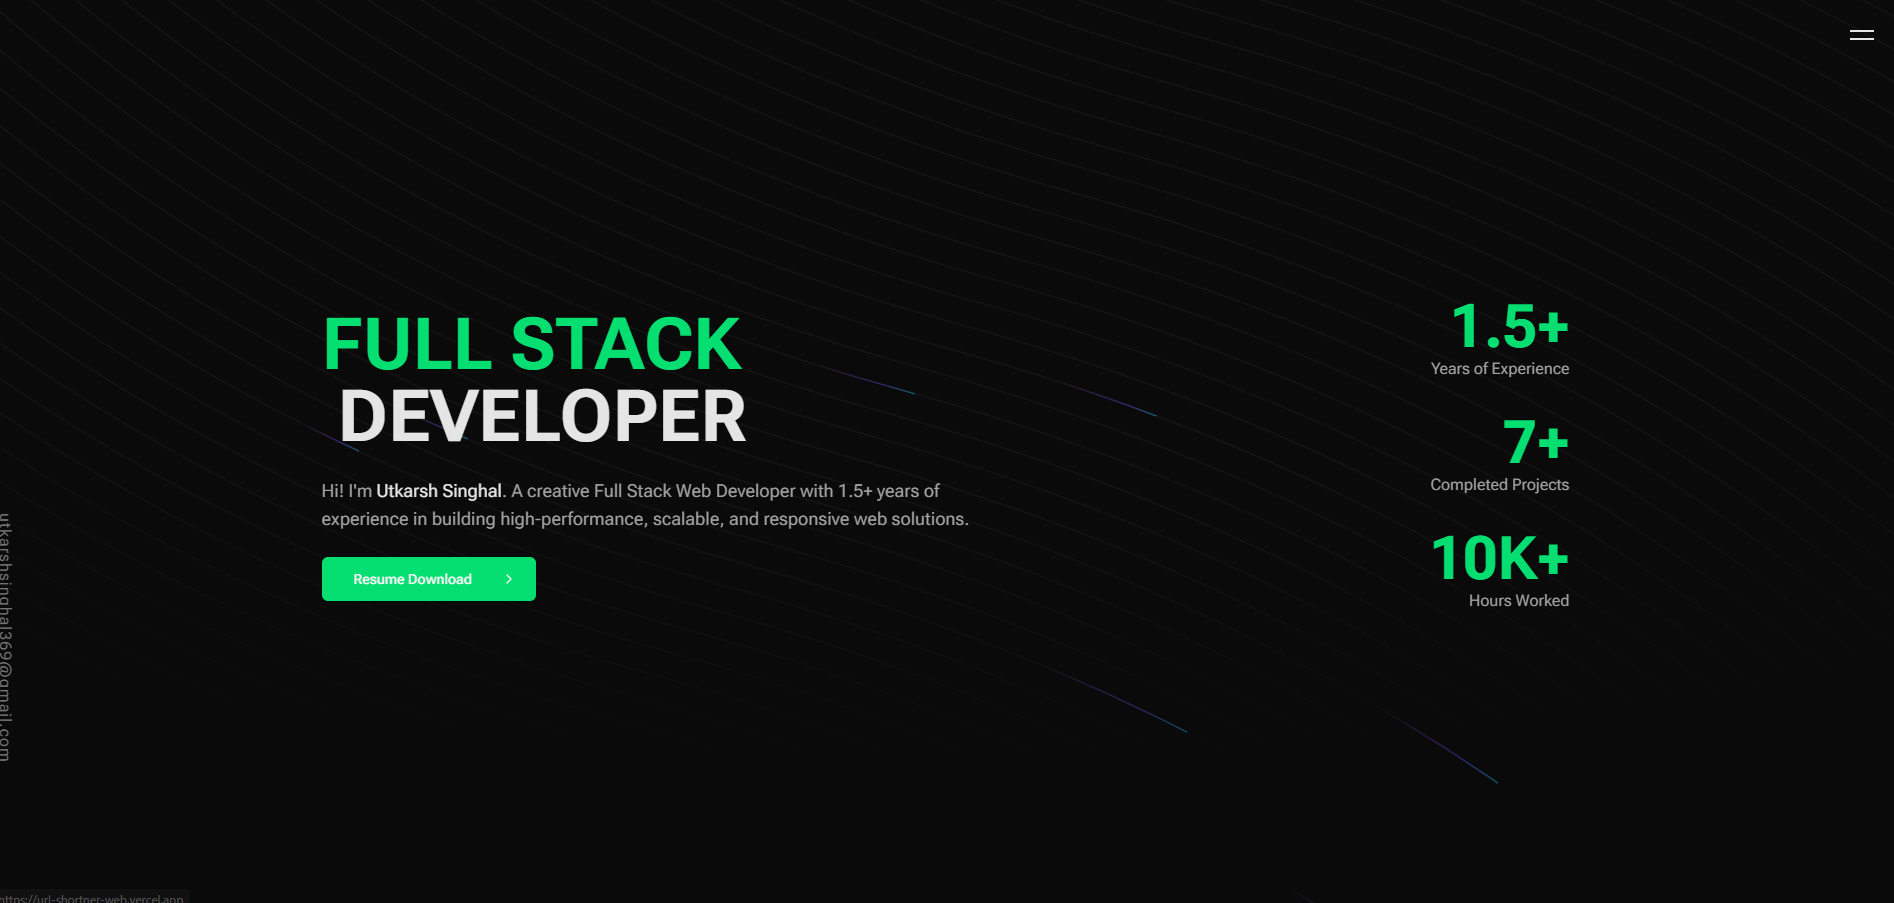 FULL STACK
DEVELOPER
Hi! I'm Utkarsh Singhal. A creative Full Stack Web Developer with 1.5+ years of
experience in building high-performance, scalable, and responsive web solutions.
Resume Download
1.5+
Years of Experience
7+
Completed Projects
10K+
Hours Worked
utkarshsinghal369@gmail.com
https://url-shortner-web.vercel.app